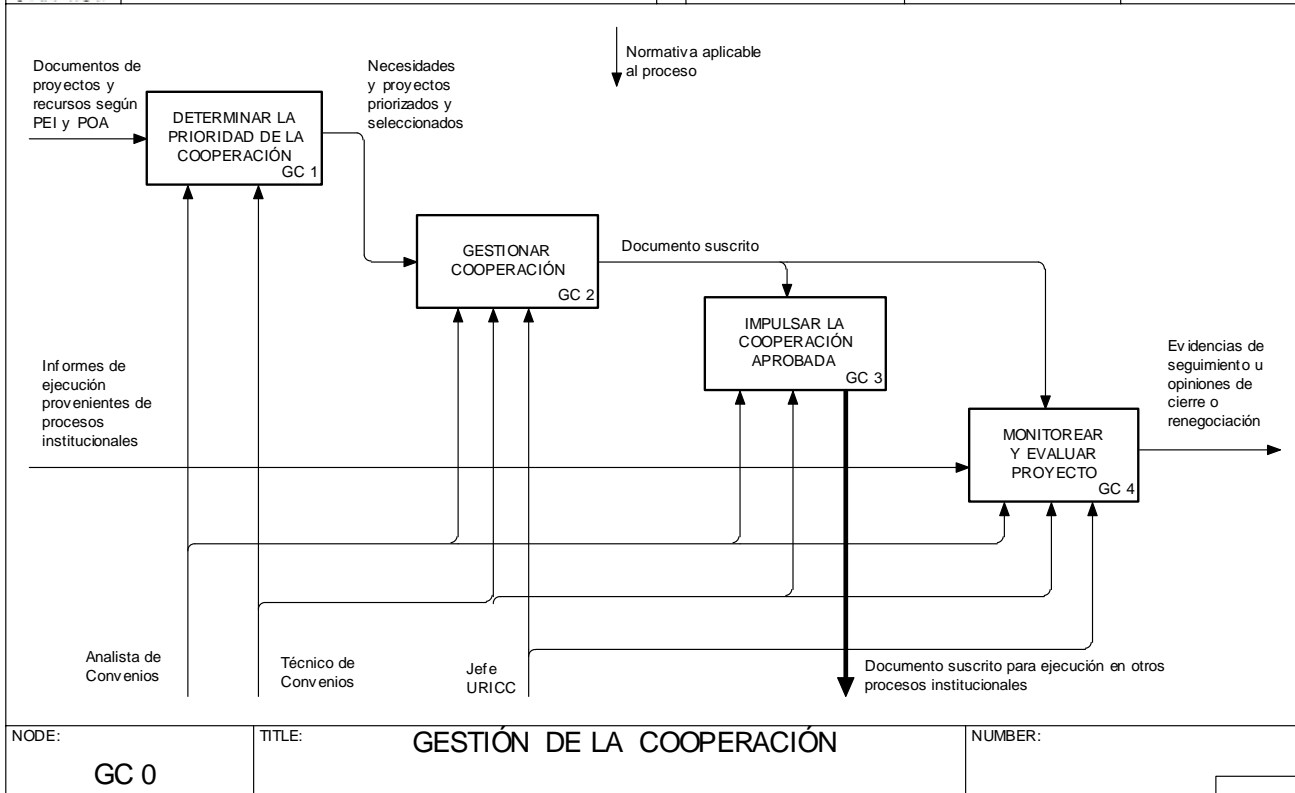 Documentos de
proyectos y
recursos según
PEI y POA
DETERMINAR LA
PRIORIDAD DE LA
COOPERACIÓN
GC 1
Necesidades
y proyectos
priorizados y
seleccionados
Normativa aplicable
al proceso
GESTIONAR
COOPERACIÓN
GC 2
Documento suscrito
IMPULSAR LA
COOPERACIÓN
APROBADA
GC 3
Informes de
ejecución
provenientes de
procesos
institucionales
MONITOREAR
Y EVALUAR
PROYECTO
GC 4
Evidencias de
seguimiento u
opiniones de
cierre o
renegociación
Analista de
Convenios
Técnico de
Convenios
Jefe
URICC
Documento suscrito para ejecución en otros
procesos institucionales
NODE:
GC 0
TITLE:
GESTIÓN DE LA COOPERACIÓN
NUMBER: